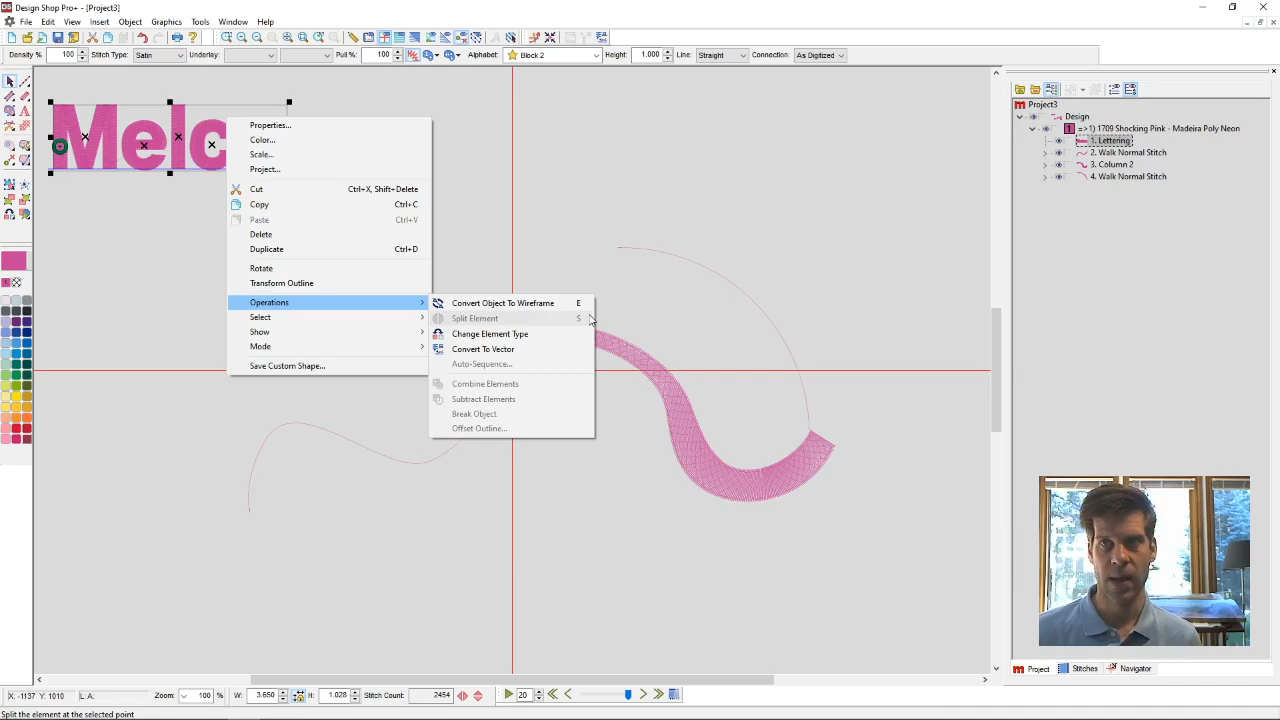 DS Design Shop Pro+ - [Project3]
File Edit View Insert Object Graphics Tools Window Help
Density % 100 Stitch Type: Satin Underlay: Pull % 100 Alphabet: Block 2 Height: 1.000 Line: Straight Connection: As Digitized
Melc
Properties...
Color...
Scale...
Project...
Cut Ctrl+X, Shift+Delete
Copy Ctrl+C
Paste Ctrl+V
Delete
Duplicate Ctrl+D
Rotate
Transform Outline
Operations
Select
Show
Mode
Save Custom Shape...
Convert Object To Wireframe E
Split Element S
Change Element Type
Convert To Vector
Auto-Sequence...
Combine Elements
Subtract Elements
Break Object
Offset Outline...
Project3
Design
1 =>1) 1709 Shocking Pink - Madeira Poly Neon
1. Lettering
2. Walk Normal Stitch
3. Column 2
4. Walk Normal Stitch
Project Stitches Navigator
X: -1137 Y: 1010 L: A: Zoom: 100 % W: 3.650 H: 1.028 Stitch Count: 2454 20
Split the element at the selected point